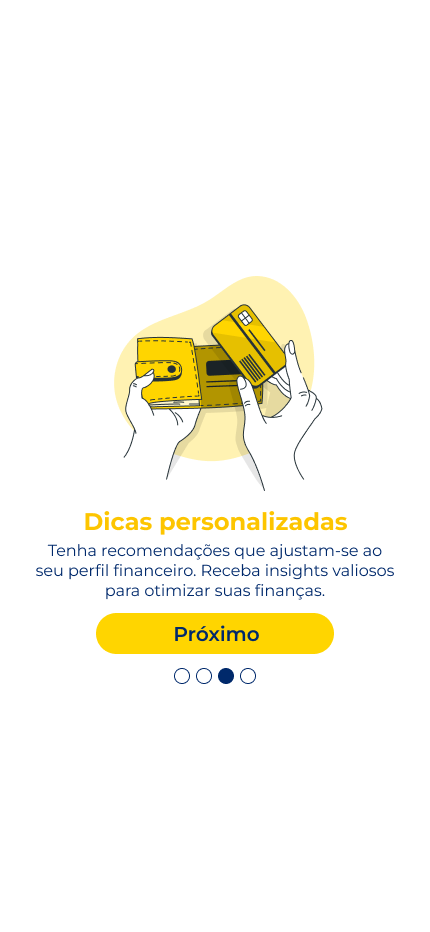 Dicas personalizadas
Tenha recomendações que ajustam-se ao
seu perfil financeiro. Receba insights valiosos
para otimizar suas finanças.
Próximo